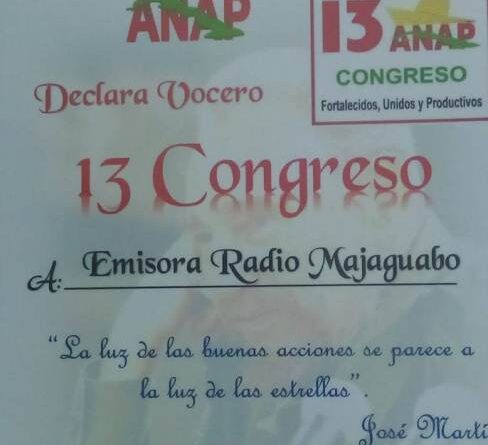 ANAP
13 ANAP
CONGRESO
Fortalecidos, Unidos y Productivos
Declara Vocero
13 Congreso
A: Emisora Radio Majaguabo
“La luz de las buenas acciones se parece a
la luz de las estrellas”.
José Martí